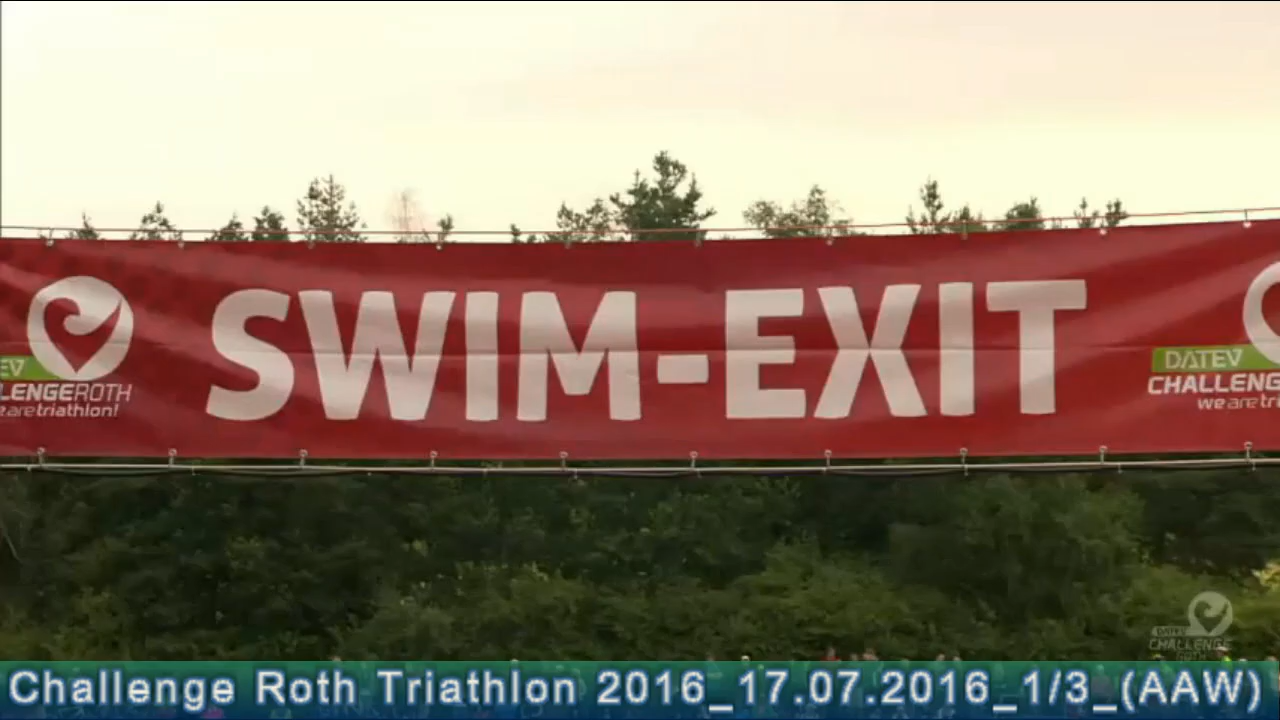 SWIM-EXIT
EV
LENGEROTH
e are triathlon!
DATEV
CHALLENG
we are tri
DATEV
CHALLENGE
ROTH
Challenge Roth Triathlon 2016_17.07.2016_1/3_(AAW)